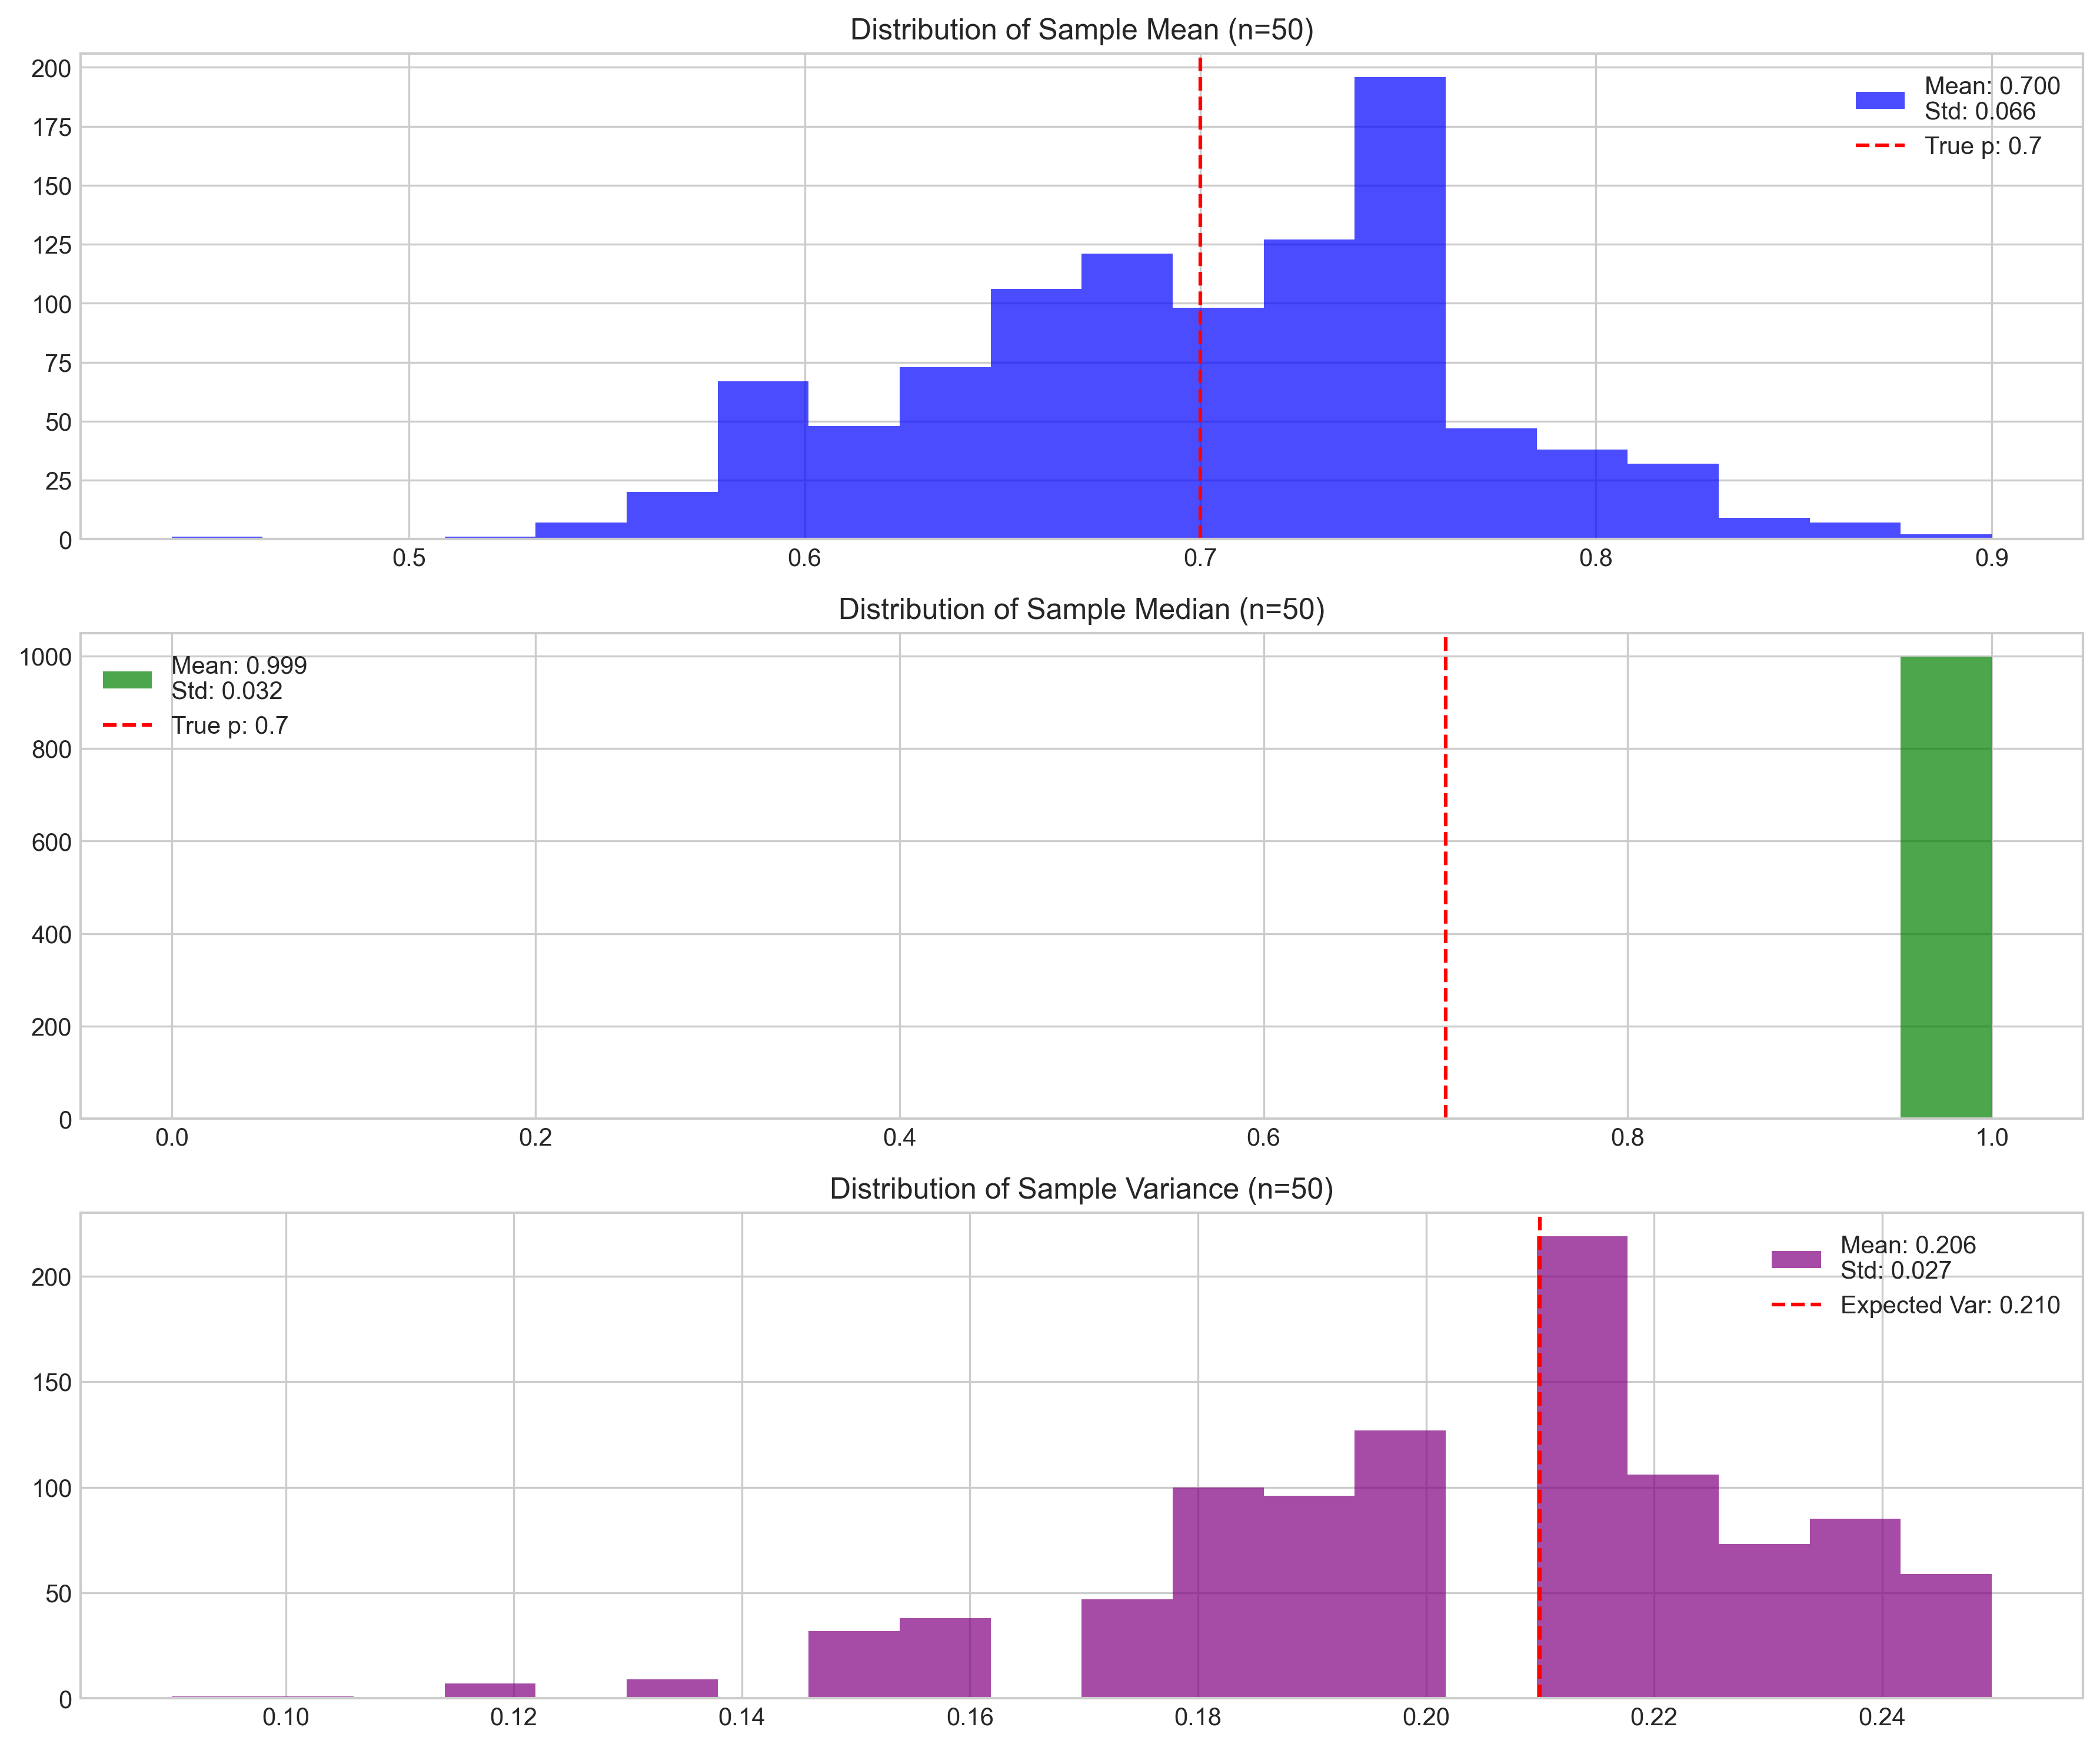 Distribution of Sample Mean (n=50)
200
175
150
125
100
75
50
25
0
Mean: 0.700
Std: 0.066
True p: 0.7
0.5 0.6 0.7 0.8 0.9
Distribution of Sample Median (n=50)
1000
800
600
400
200
0
Mean: 0.999
Std: 0.032
True p: 0.7
0.0 0.2 0.4 0.6 0.8 1.0
Distribution of Sample Variance (n=50)
200
150
100
50
0
Mean: 0.206
Std: 0.027
Expected Var: 0.210
0.10 0.12 0.14 0.16 0.18 0.20 0.22 0.24